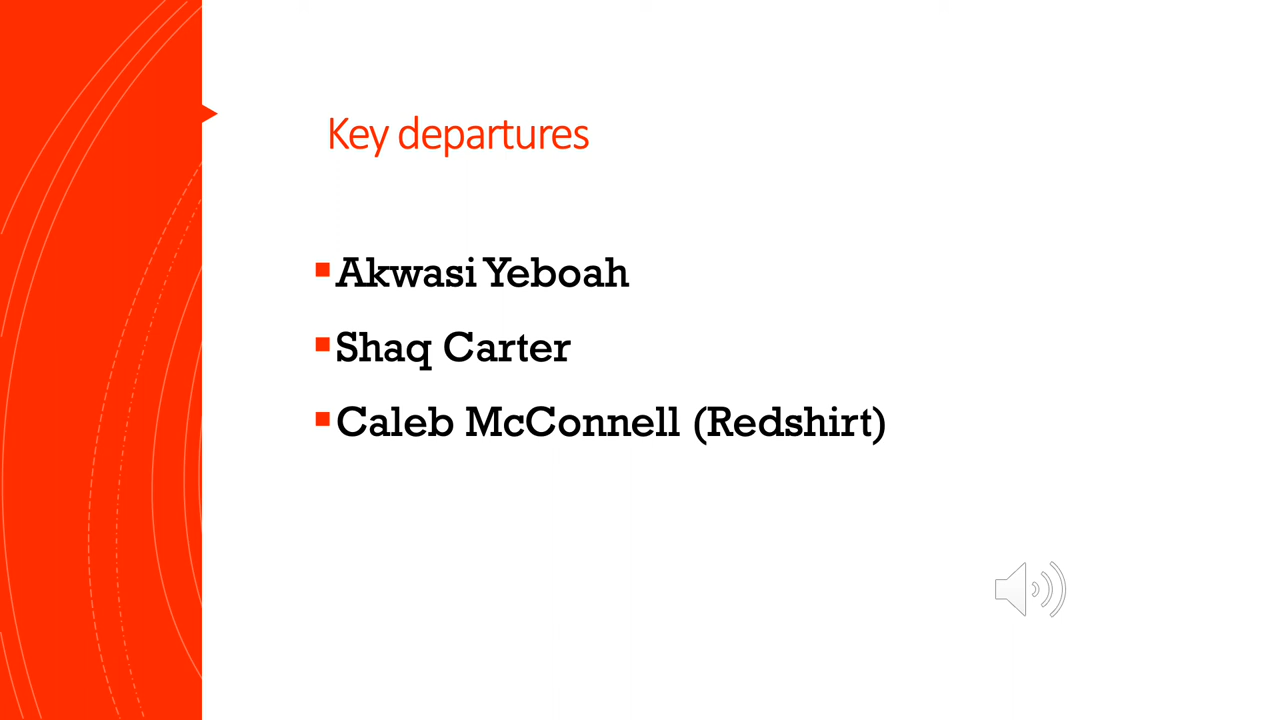 Key departures
Akwasi Yeboah
Shaq Carter
Caleb McConnell (Redshirt)